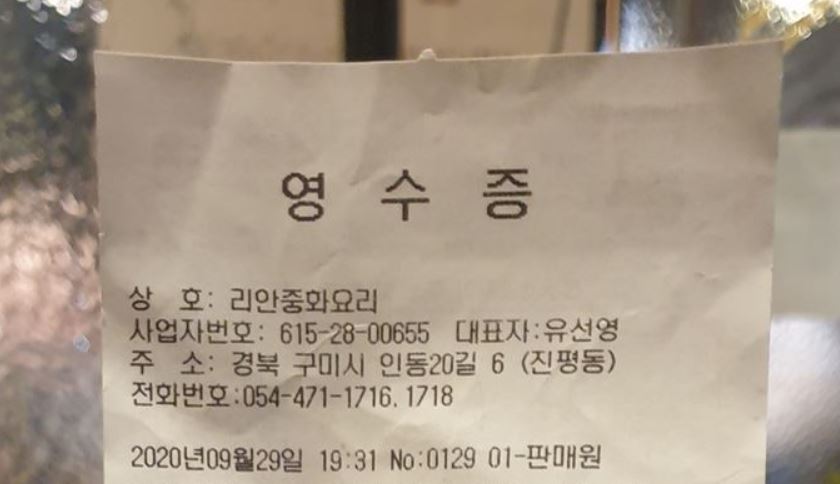 영 수 증
상 호: 리안중화요리
사업자번호: 615-28-00655 대표자:유선영
주 소: 경북 구미시 인동20길 6 (진평동)
전화번호:054-471-1716.1718
2020년09월29일 19:31 No:0129 01-판매원